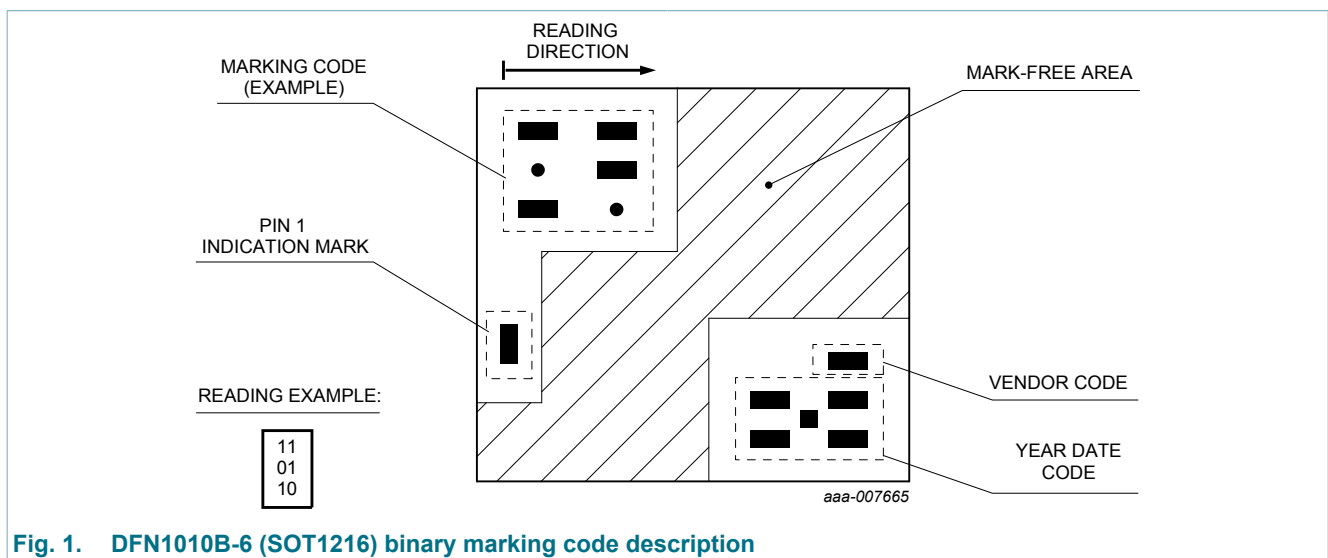 READING
DIRECTION
MARKING CODE
(EXAMPLE)
MARK-FREE AREA
PIN 1
INDICATION MARK
READING EXAMPLE:
11
01
10
VENDOR CODE
YEAR DATE
CODE
aaa-007665
Fig. 1. DFN1010B-6 (SOT1216) binary marking code description